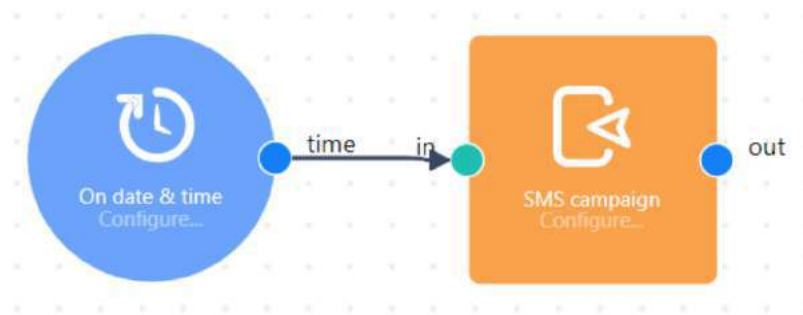 time
in
out
On date & time
Configure...
SMS campaign
Configure...